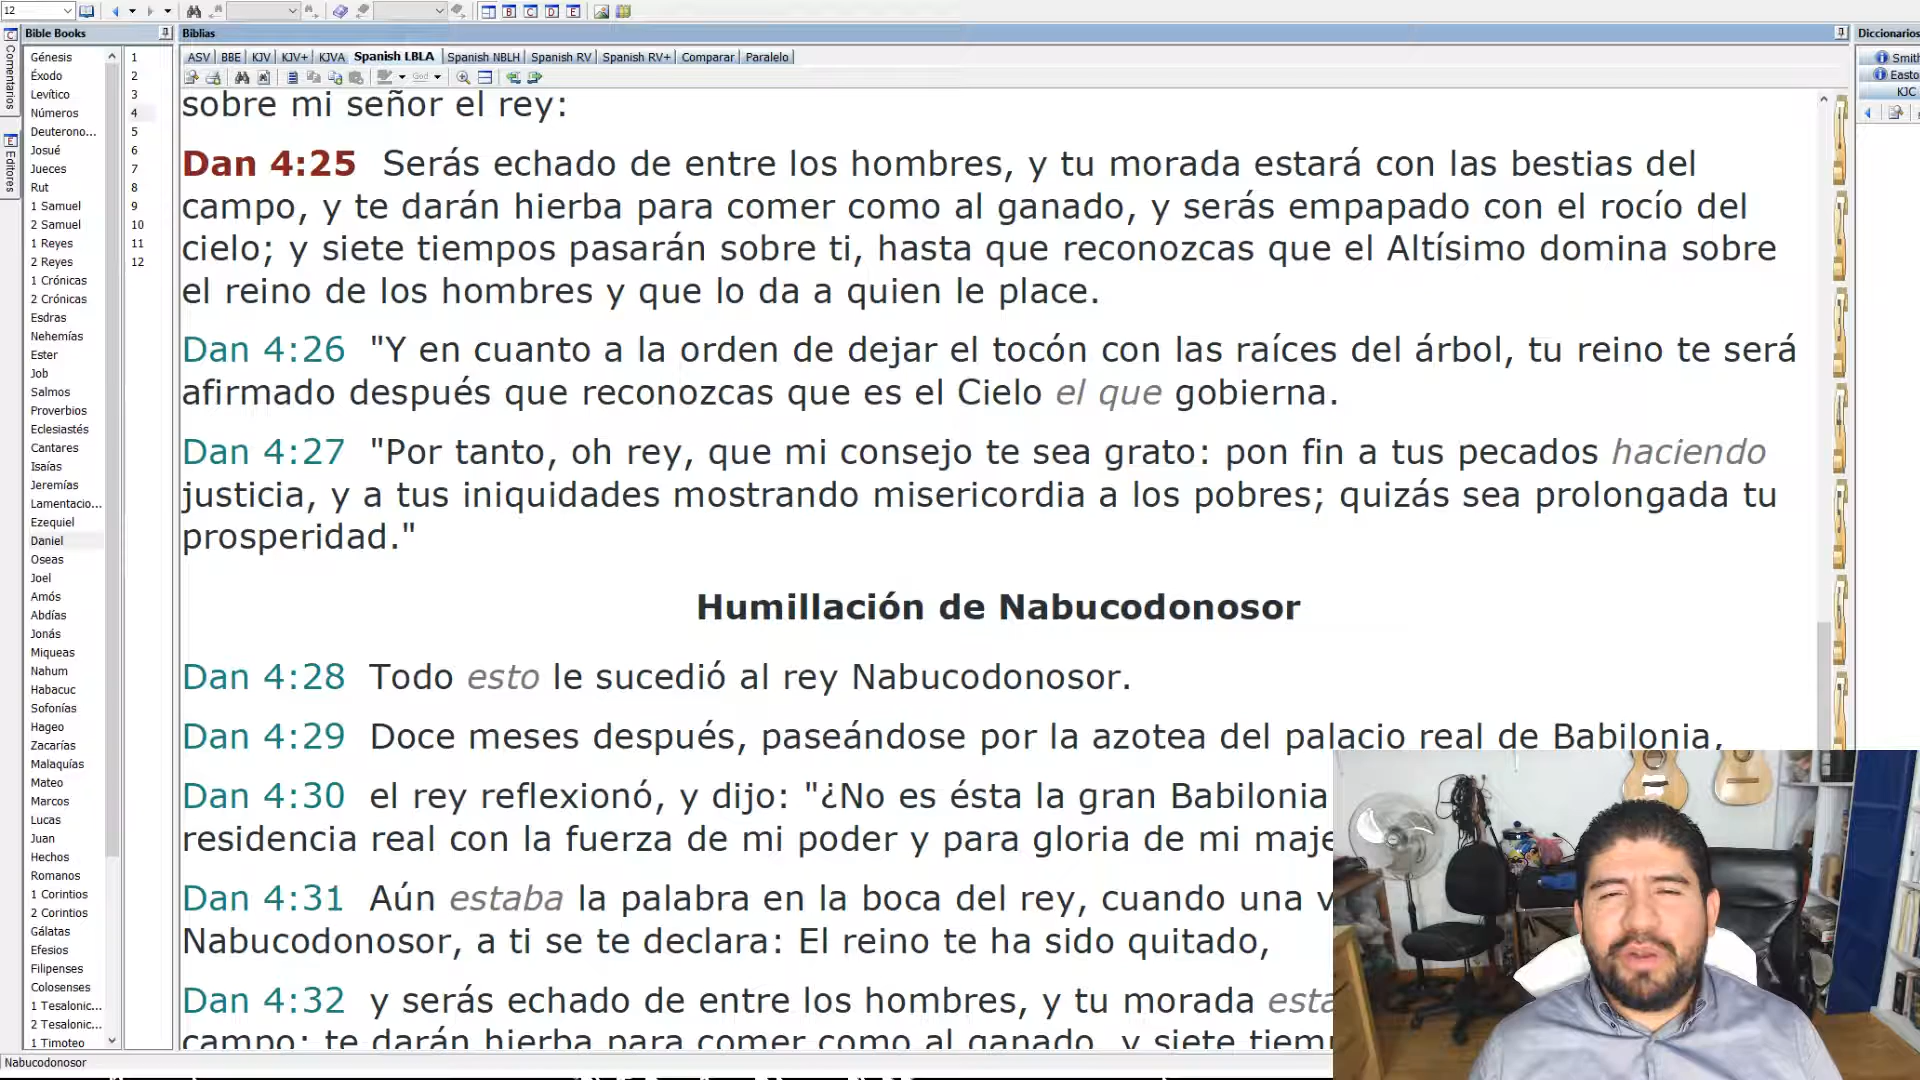 12
Bible Books
Biblias
Diccionarios
Comentarios
Editores
ASV BBE KJV KJV+ KJVA Spanish LBLA Spanish NBLH Spanish RV Spanish RV+ Comparar Paralelo
Smith
Easto
KJC
Génesis
Éxodo
Levítico
Números
Deuterono...
Josué
Jueces
Rut
1 Samuel
2 Samuel
1 Reyes
2 Reyes
1 Crónicas
2 Crónicas
Esdras
Nehemías
Ester
Job
Salmos
Proverbios
Eclesiastés
Cantares
Isaías
Jeremías
Lamentacio...
Ezequiel
Daniel
Oseas
Joel
Amós
Abdías
Jonás
Miqueas
Nahum
Habacuc
Sofonías
Hageo
Zacarías
Malaquías
Mateo
Marcos
Lucas
Juan
Hechos
Romanos
1 Corintios
2 Corintios
Gálatas
Efesios
Filipenses
Colosenses
1 Tesalonic...
2 Tesalonic...
1 Timoteo
1
2
3
4
5
6
7
8
9
10
11
12
sobre mi señor el rey:
Dan 4:25 Serás echado de entre los hombres, y tu morada estará con las bestias del
campo, y te darán hierba para comer como al ganado, y serás empapado con el rocío del
cielo; y siete tiempos pasarán sobre ti, hasta que reconozcas que el Altísimo domina sobre
el reino de los hombres y que lo da a quien le place.
Dan 4:26 "Y en cuanto a la orden de dejar el tocón con las raíces del árbol, tu reino te será
afirmado después que reconozcas que es el Cielo el que gobierna.
Dan 4:27 "Por tanto, oh rey, que mi consejo te sea grato: pon fin a tus pecados haciendo
justicia, y a tus iniquidades mostrando misericordia a los pobres; quizás sea prolongada tu
prosperidad."
Humillación de Nabucodonosor
Dan 4:28 Todo esto le sucedió al rey Nabucodonosor.
Dan 4:29 Doce meses después, paseándose por la azotea del palacio real de Babilonia,
Dan 4:30 el rey reflexionó, y dijo: "¿No es ésta la gran Babilonia
residencia real con la fuerza de mi poder y para gloria de mi maje
Dan 4:31 Aún estaba la palabra en la boca del rey, cuando una v
Nabucodonosor, a ti se te declara: El reino te ha sido quitado,
Dan 4:32 y serás echado de entre los hombres, y tu morada esta
campo; te darán hierba para comer como al ganado, y siete tiem
Nabucodonosor